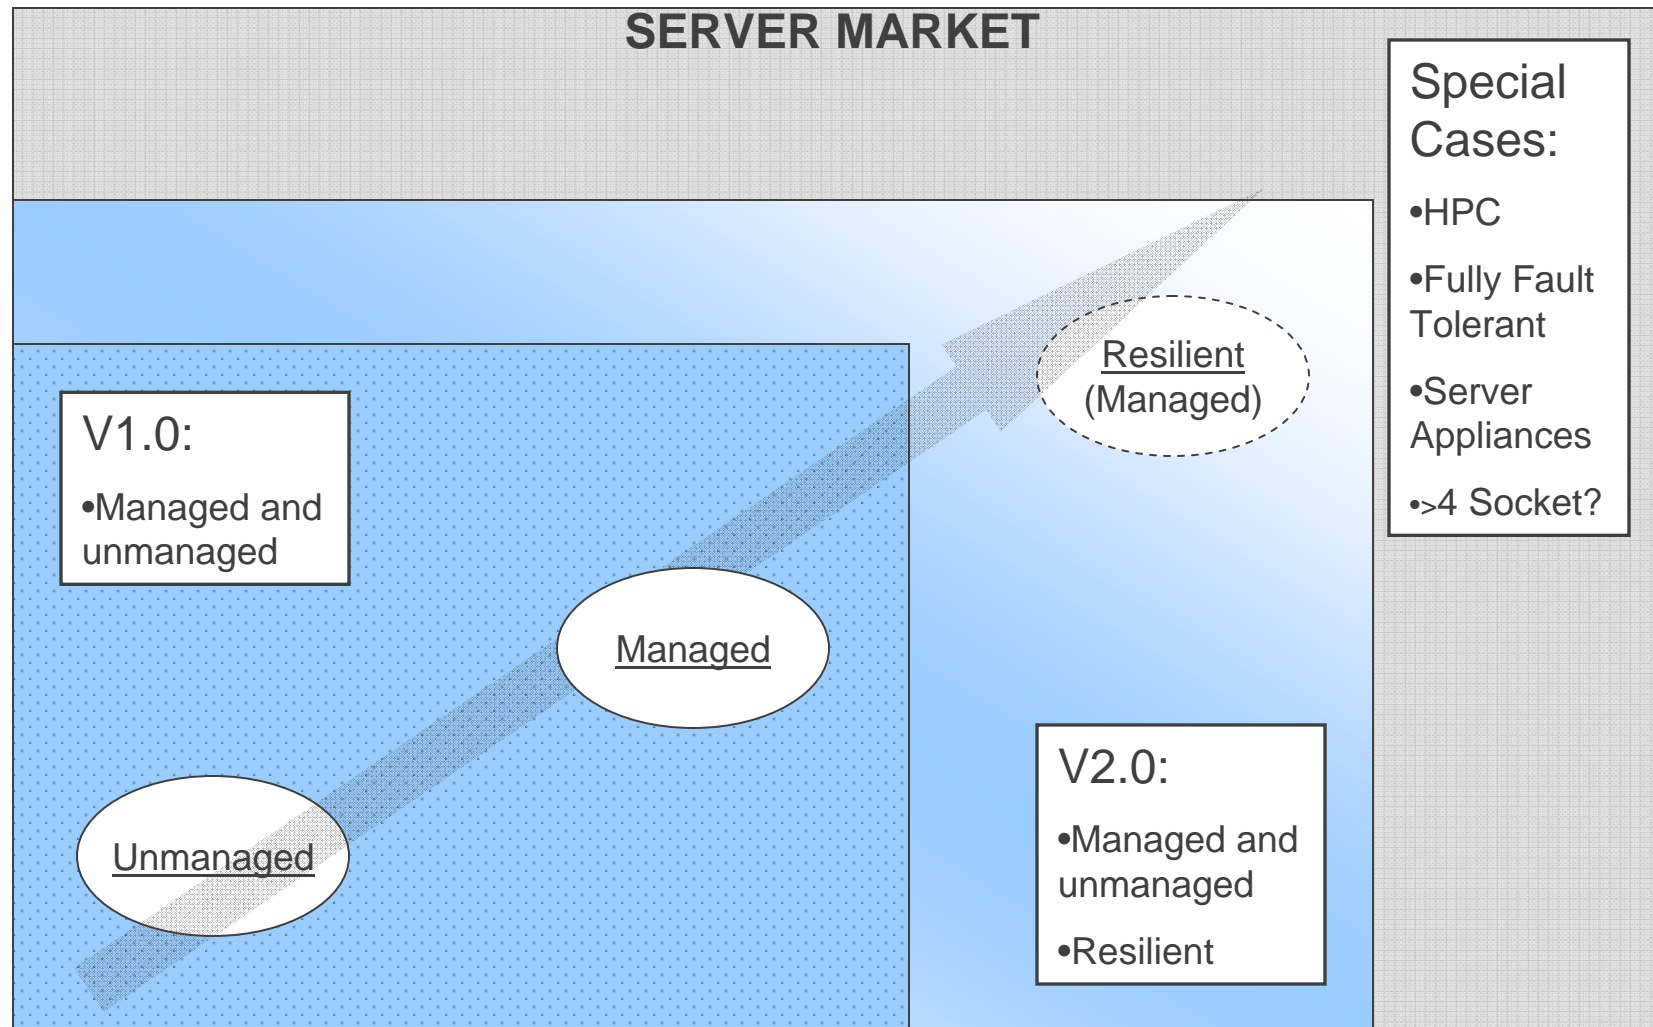 SERVER MARKET
Special
Cases:
•HPC
•Fully Fault
Tolerant
•Server
Appliances
•>4 Socket?
Resilient
(Managed)
V1.0:
•Managed and
unmanaged
Managed
Unmanaged
V2.0:
•Managed and
unmanaged
•Resilient